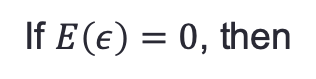 If 𝐸(𝜖) = 0, then